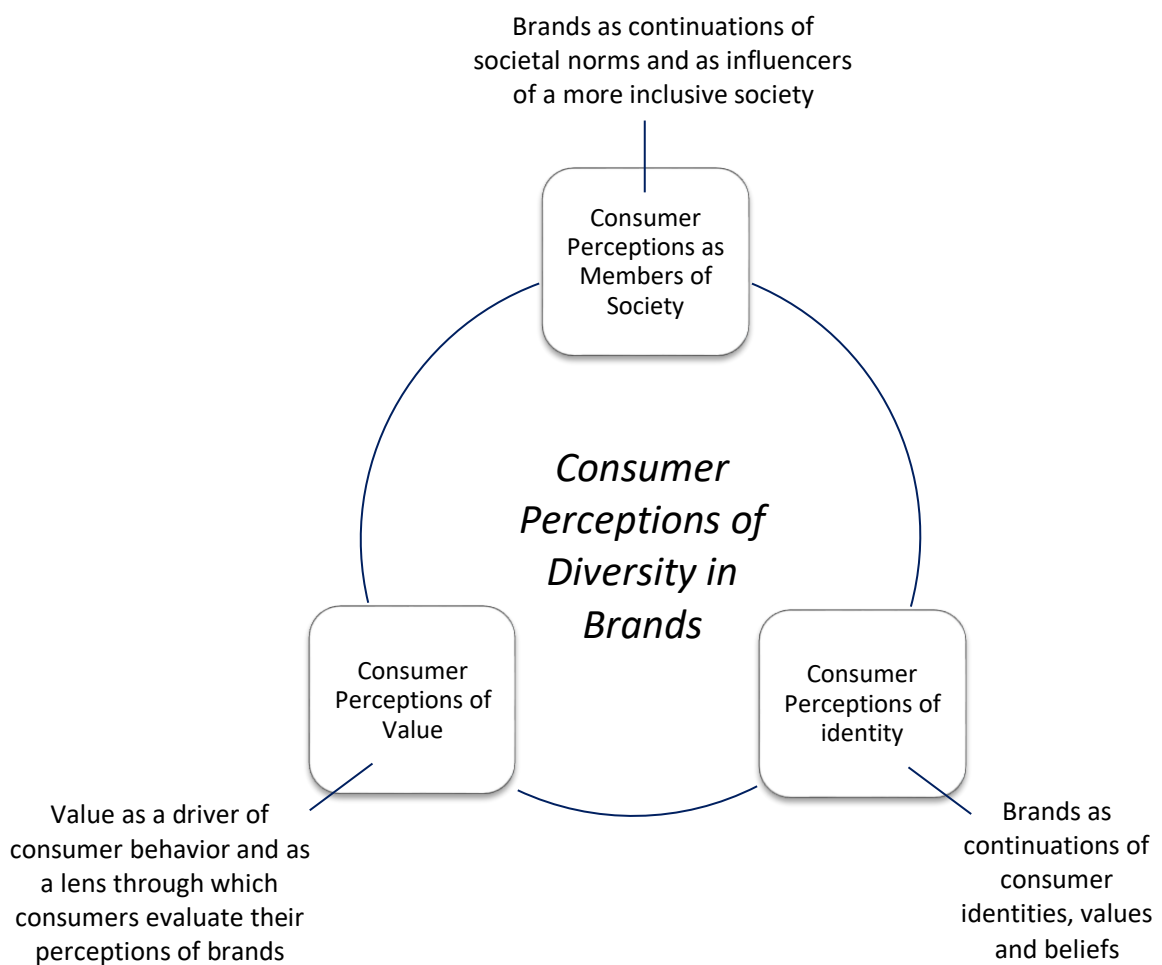 Brands as continuations of
societal norms and as influencers
of a more inclusive society
Consumer
Perceptions as
Members of
Society
Consumer
Perceptions of
Diversity in
Brands
Consumer
Perceptions of
Value
Consumer
Perceptions of
identity
Value as a driver of
consumer behavior and as
a lens through which
consumers evaluate their
perceptions of brands
Brands as
continuations of
consumer
identities, values
and beliefs